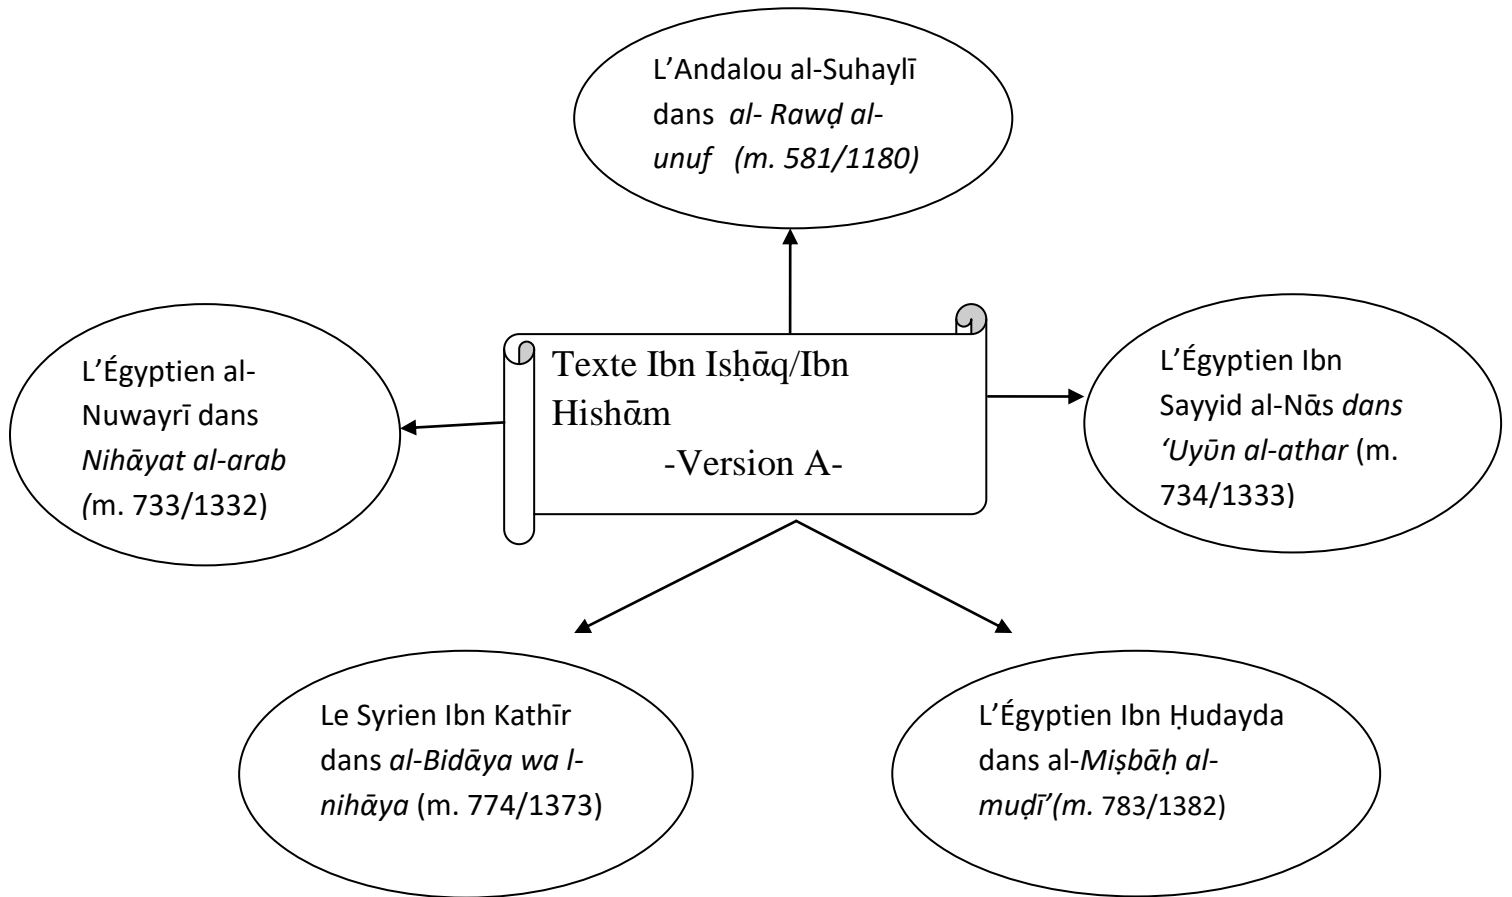 L’Andalou al-Suhaylī
dans al- Rawḍ al-
unuf (m. 581/1180)
Texte Ibn Isḥāq/Ibn
Hishām
-Version A-
L’Égyptien al-
Nuwayrī dans
Nihāyat al-arab
(m. 733/1332)
L’Égyptien Ibn
Sayyid al-Nās dans
‘Uyūn al-athar (m.
734/1333)
Le Syrien Ibn Kathīr
dans al-Bidāya wa l-
nihāya (m. 774/1373)
L’Égyptien Ibn Ḥudayda
dans al-Miṣbāḥ al-
muḍī’(m. 783/1382)